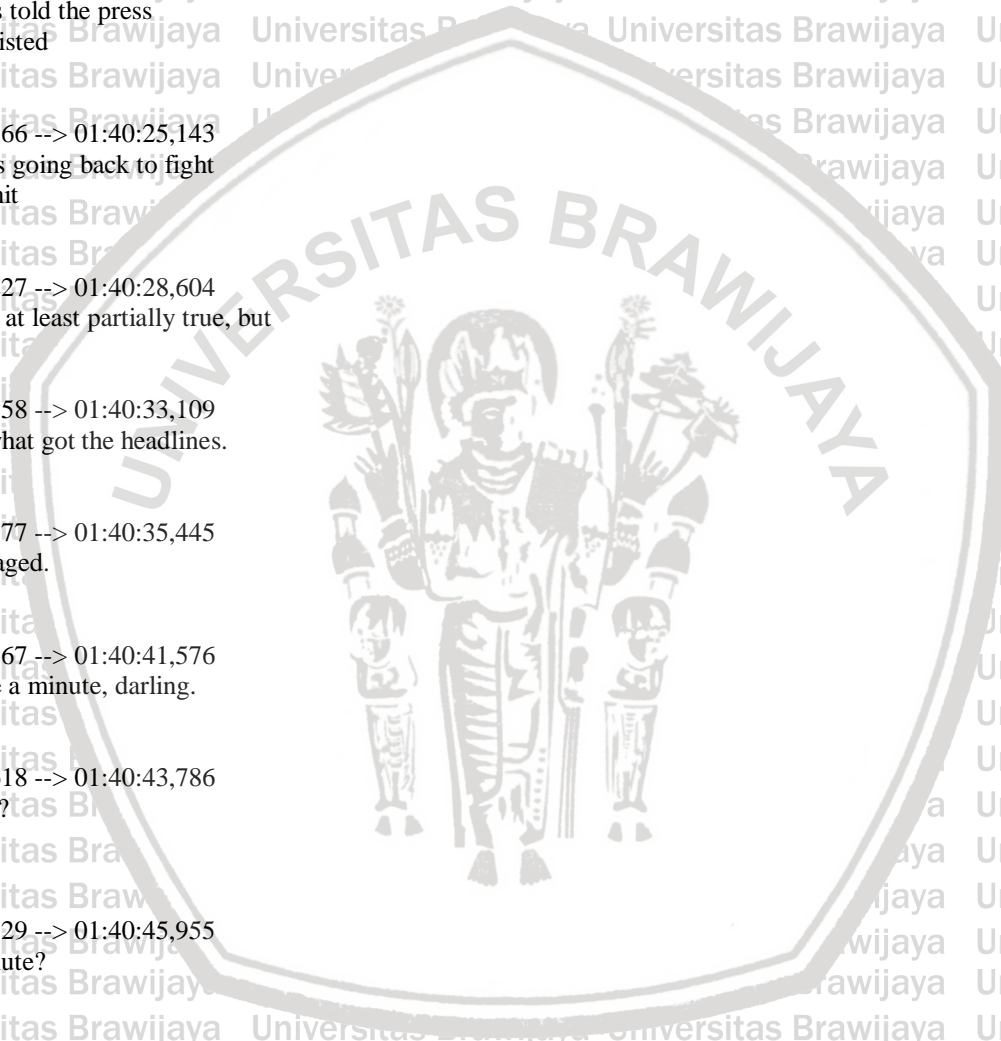 s told the press
isted
66 --> 01:40:25,143
s going back to fight
nit
27 --> 01:40:28,604
at least partially true, but
58 --> 01:40:33,109
hat got the headlines.
77 --> 01:40:35,445
aged.
67 --> 01:40:41,576
e a minute, darling.
618 --> 01:40:43,786
?
29 --> 01:40:45,955
ute?
UNIVERSITAS BRAWIJAYA